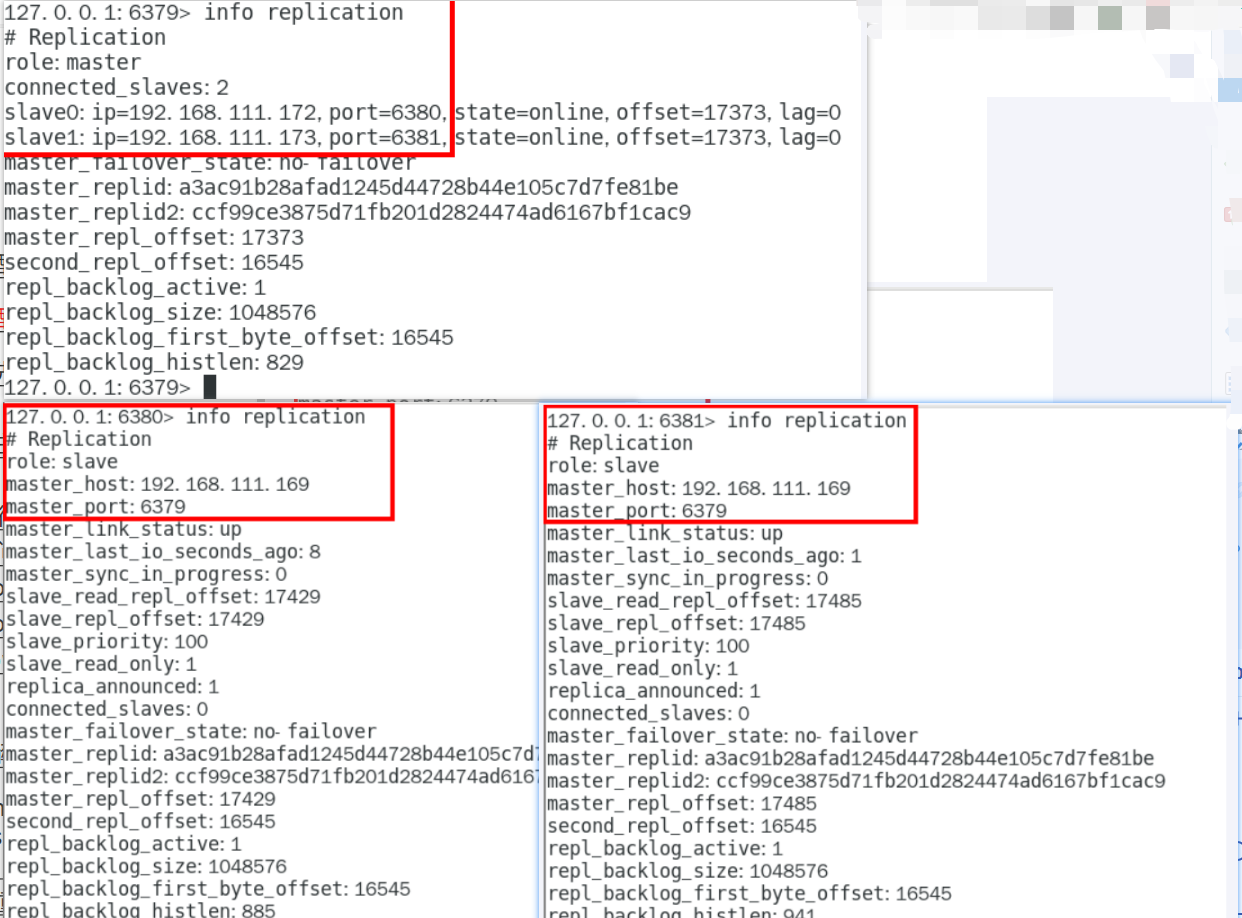 127.0.0.1:6379> info replication
# Replication
role:master
connected_slaves:2
slave0:ip=192.168.111.172,port=6380,state=online,offset=17373,lag=0
slave1:ip=192.168.111.173,port=6381,state=online,offset=17373,lag=0
master_failover_state:no-failover
master_replid:a3ac91b28afad1245d44728b44e105c7d7fe81be
master_replid2:ccf99ce3875d71fb201d2824474ad6167bf1cac9
master_repl_offset:17373
second_repl_offset:16545
repl_backlog_active:1
repl_backlog_size:1048576
repl_backlog_first_byte_offset:16545
repl_backlog_histlen:829
127.0.0.1:6379>
127.0.0.1:6380> info replication
# Replication
role:slave
master_host:192.168.111.169
master_port:6379
master_link_status:up
master_last_io_seconds_ago:8
master_sync_in_progress:0
slave_read_repl_offset:17429
slave_repl_offset:17429
slave_priority:100
slave_read_only:1
replica_announced:1
connected_slaves:0
master_failover_state:no-failover
master_replid:a3ac91b28afad1245d44728b44e105c7d7
master_replid2:ccf99ce3875d71fb201d2824474ad6167
master_repl_offset:17429
second_repl_offset:16545
repl_backlog_active:1
repl_backlog_size:1048576
repl_backlog_first_byte_offset:16545
repl_backlog_histlen:885
127.0.0.1:6381> info replication
# Replication
role:slave
master_host:192.168.111.169
master_port:6379
master_link_status:up
master_last_io_seconds_ago:1
master_sync_in_progress:0
slave_read_repl_offset:17485
slave_repl_offset:17485
slave_priority:100
slave_read_only:1
replica_announced:1
connected_slaves:0
master_failover_state:no-failover
master_replid:a3ac91b28afad1245d44728b44e105c7d7fe81be
master_replid2:ccf99ce3875d71fb201d2824474ad6167bf1cac9
master_repl_offset:17485
second_repl_offset:16545
repl_backlog_active:1
repl_backlog_size:1048576
repl_backlog_first_byte_offset:16545
repl_backlog_histlen:941